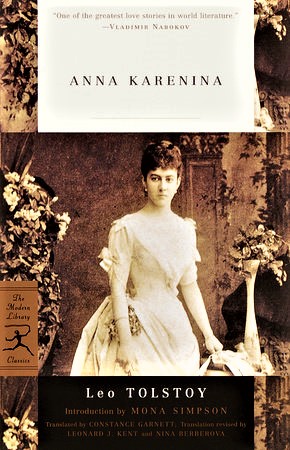 “One of the greatest love stories in world literature.”
—VLADIMIR NABOKOV
ANNA KARENINA
The
Modern
Library
Classics
Leo TOLSTOY
Introduction by MONA SIMPSON
Translated by CONSTANCE GARNETT; Translation revised by
LEONARD J. KENT and NINA BERBEROVA